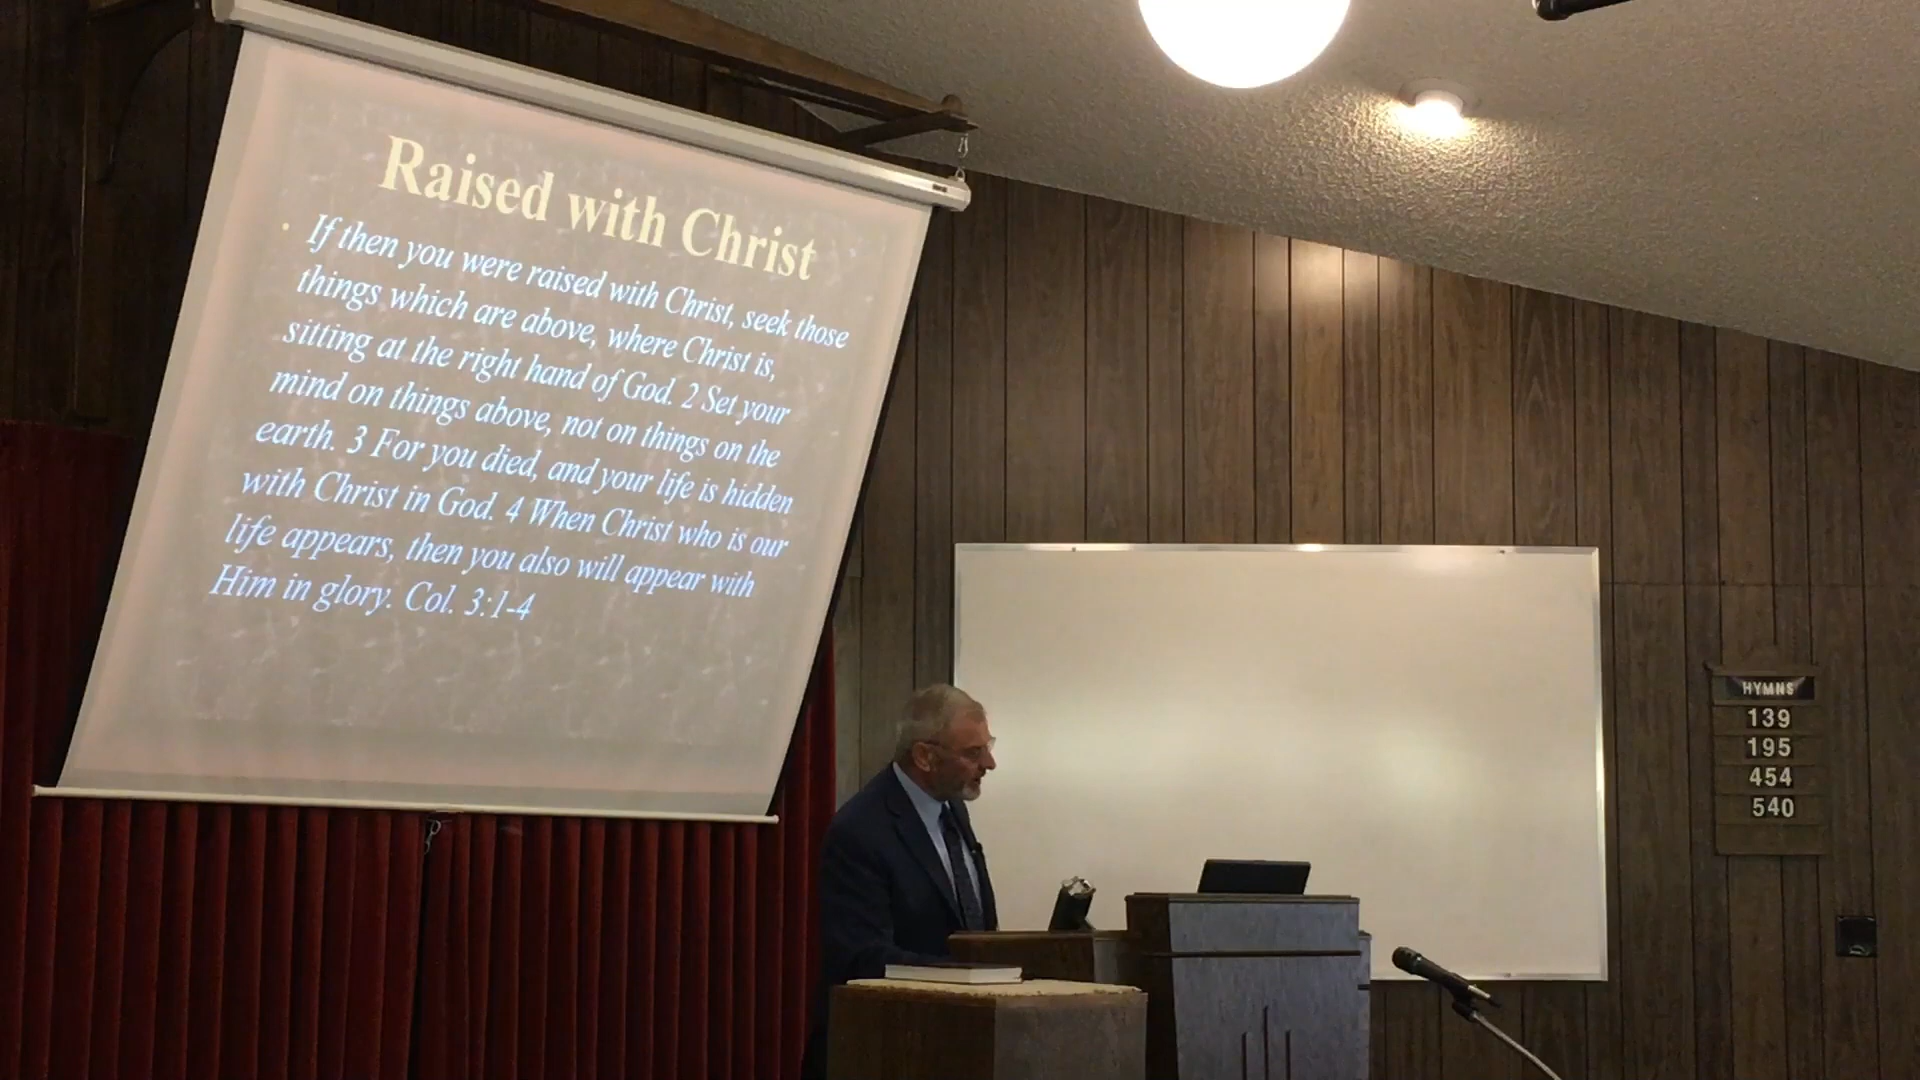 Raised with Christ
• If then you were raised with Christ, seek those
things which are above, where Christ is,
sitting at the right hand of God. 2 Set your
mind on things above, not on things on the
earth. 3 For you died, and your life is hidden
with Christ in God. 4 When Christ who is our
life appears, then you also will appear with
Him in glory. Col. 3:1-4
HYMNS
139
195
454
540